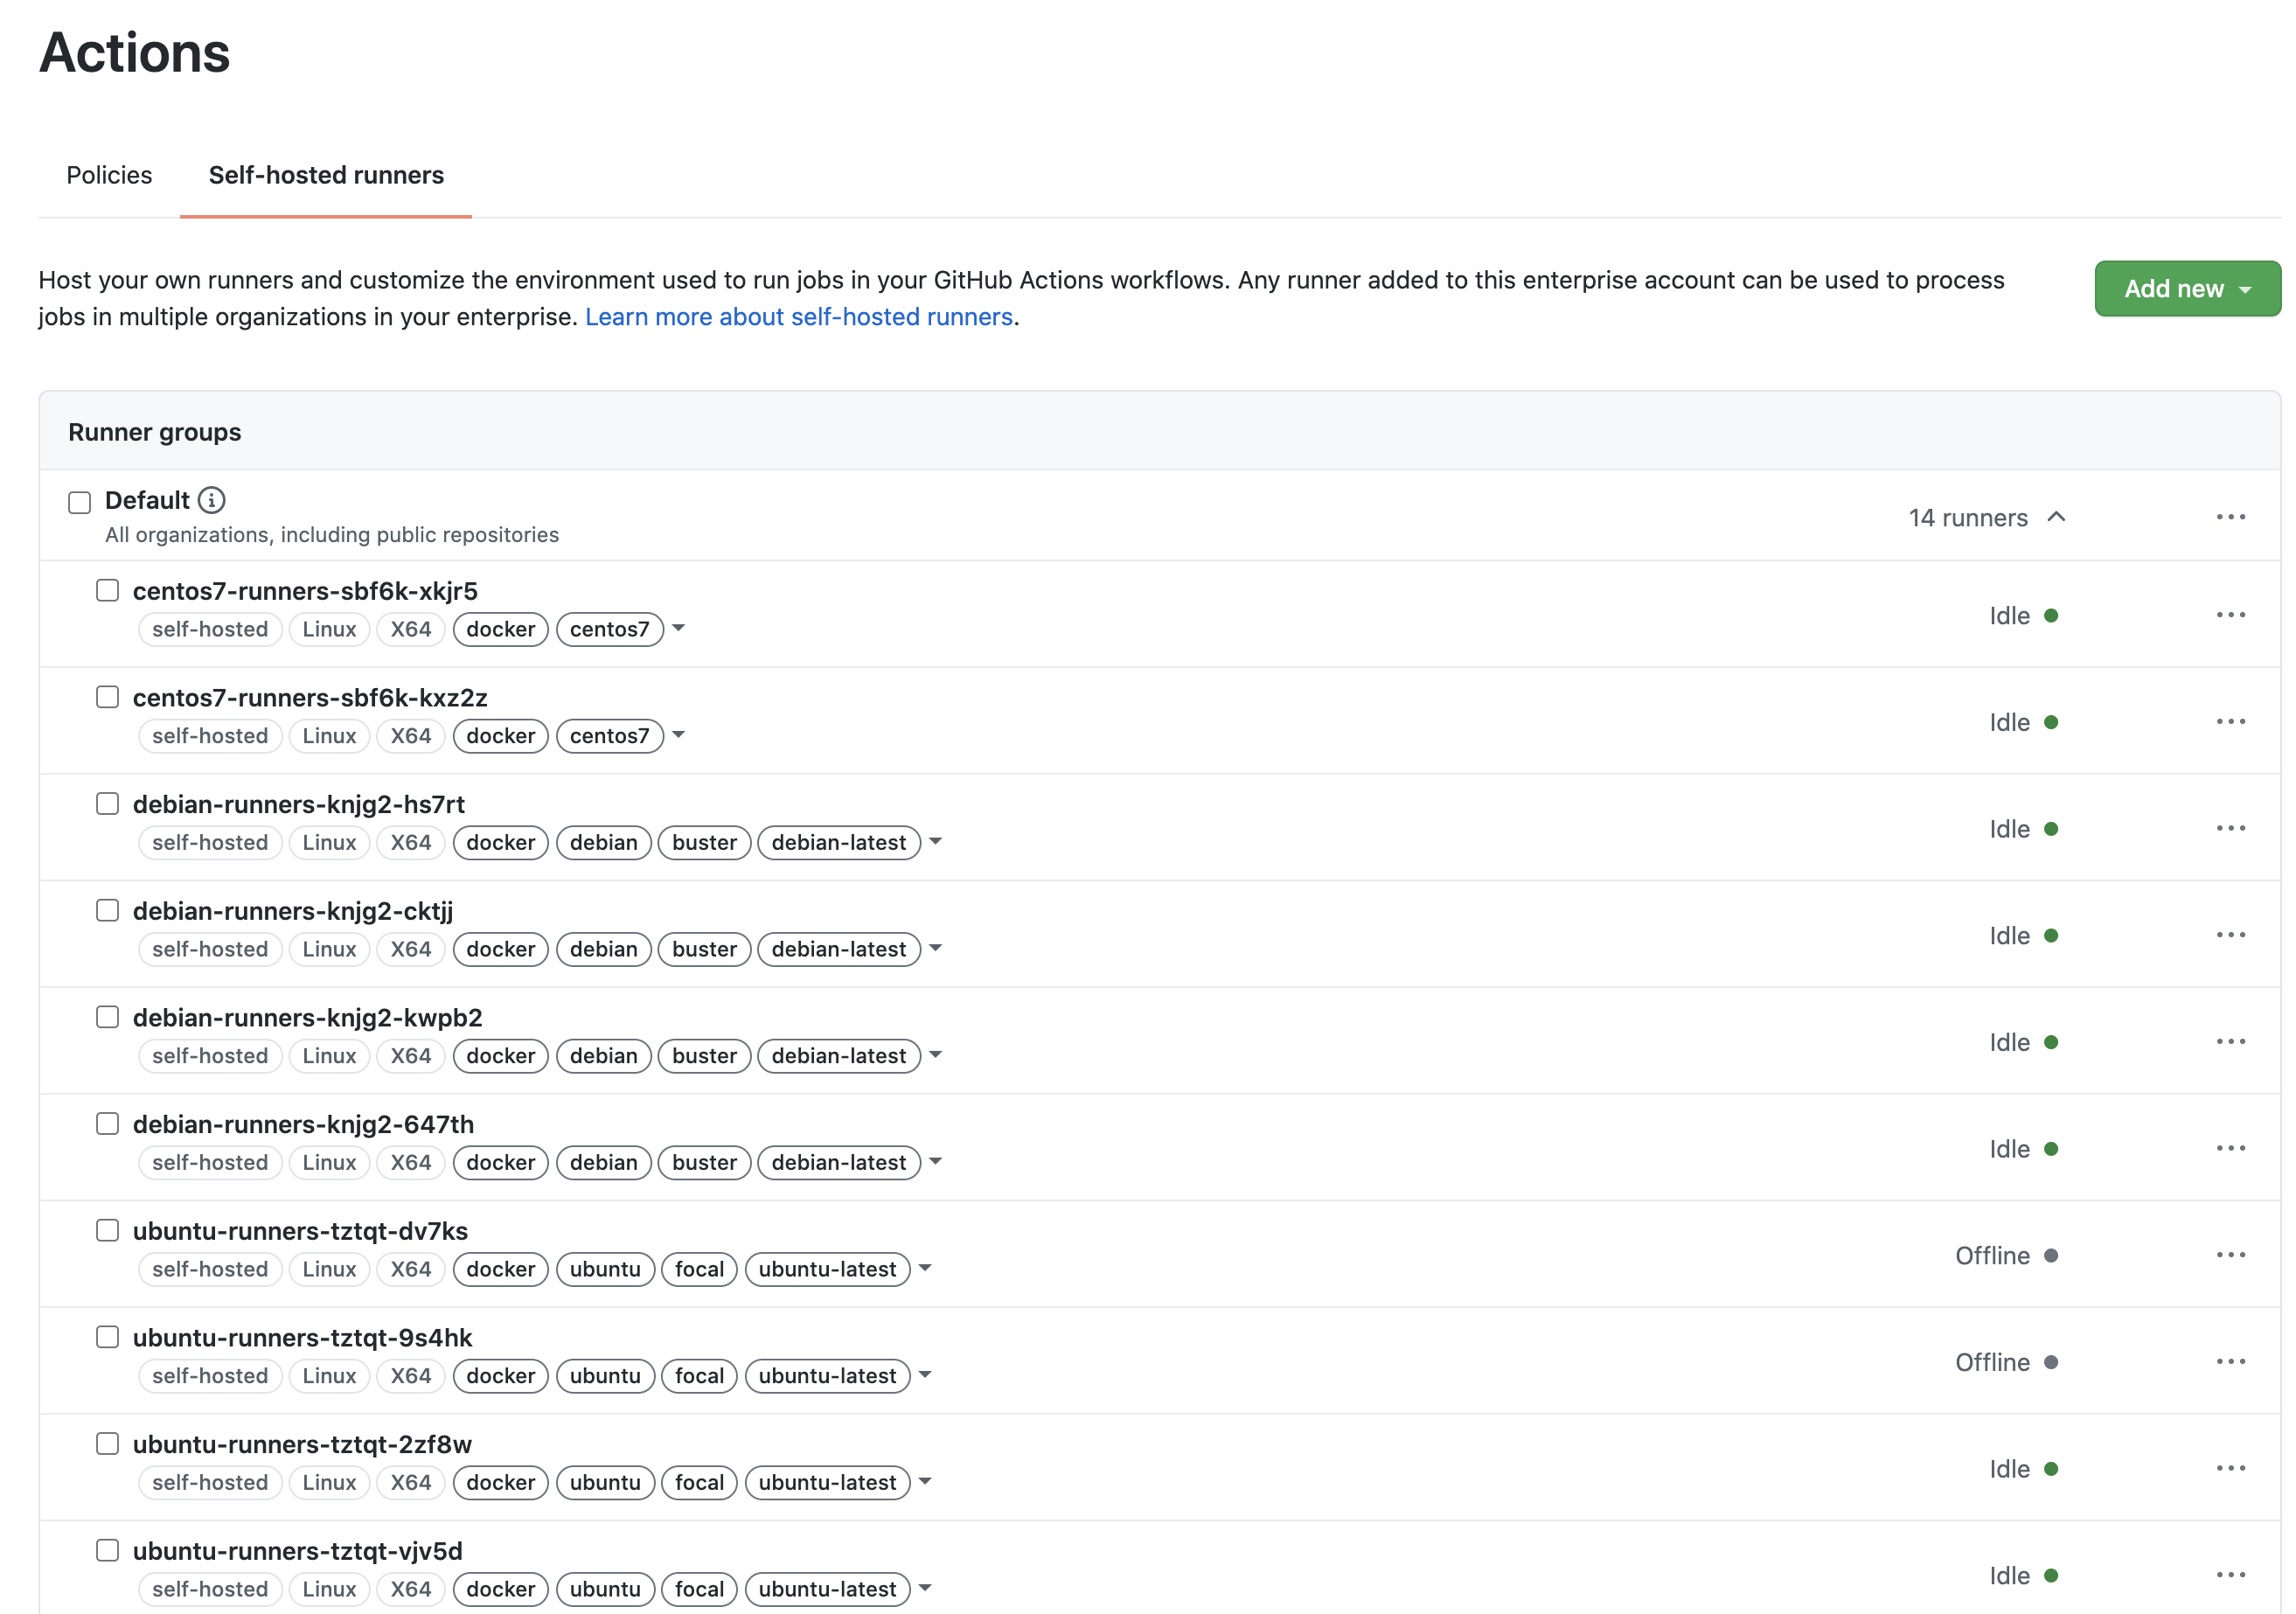 Actions
Policies Self-hosted runners
Host your own runners and customize the environment used to run jobs in your GitHub Actions workflows. Any runner added to this enterprise account can be used to process
jobs in multiple organizations in your enterprise. Learn more about self-hosted runners.
Add new
Runner groups
Default
All organizations, including public repositories
14 runners
centos7-runners-sbf6k-xkjr5
self-hosted Linux X64 docker centos7
Idle
centos7-runners-sbf6k-kxz2z
self-hosted Linux X64 docker centos7
Idle
debian-runners-knjg2-hs7rt
self-hosted Linux X64 docker debian buster debian-latest
Idle
debian-runners-knjg2-cktjj
self-hosted Linux X64 docker debian buster debian-latest
Idle
debian-runners-knjg2-kwpb2
self-hosted Linux X64 docker debian buster debian-latest
Idle
debian-runners-knjg2-647th
self-hosted Linux X64 docker debian buster debian-latest
Idle
ubuntu-runners-tztqt-dv7ks
self-hosted Linux X64 docker ubuntu focal ubuntu-latest
Offline
ubuntu-runners-tztqt-9s4hk
self-hosted Linux X64 docker ubuntu focal ubuntu-latest
Offline
ubuntu-runners-tztqt-2zf8w
self-hosted Linux X64 docker ubuntu focal ubuntu-latest
Idle
ubuntu-runners-tztqt-vjv5d
self-hosted Linux X64 docker ubuntu focal ubuntu-latest
Idle